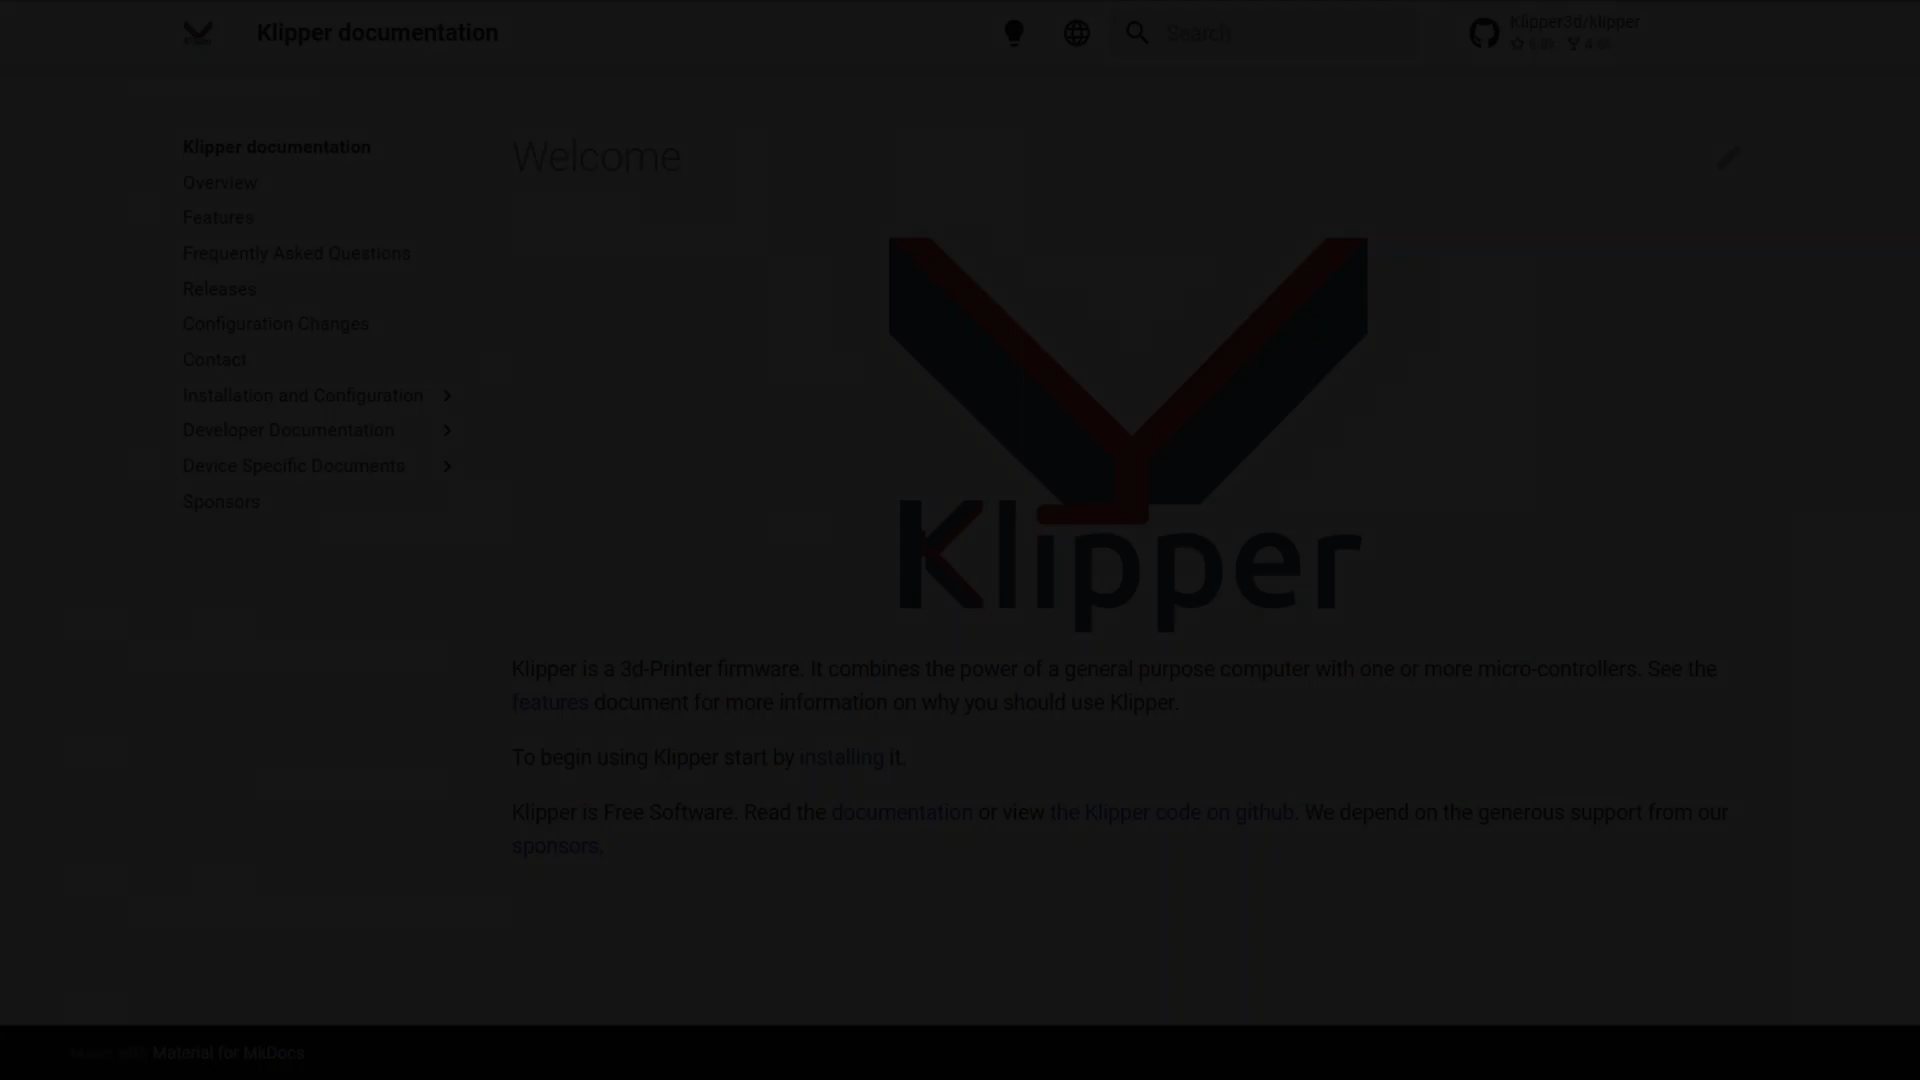 Klipper documentation
Search
Klipper3d/klipper
Klipper documentation
Overview
Features
Frequently Asked Questions
Releases
Configuration Changes
Contact
Installation and Configuration
Developer Documentation
Device Specific Documents
Sponsors
Welcome
Klipper
Klipper is a 3d-Printer firmware. It combines the power of a general purpose computer with one or more micro-controllers. See the
features document for more information on why you should use Klipper.
To begin using Klipper start by installing it.
Klipper is Free Software. Read the documentation or view the Klipper code on github. We depend on the generous support from our
sponsors.
Material for MkDocs